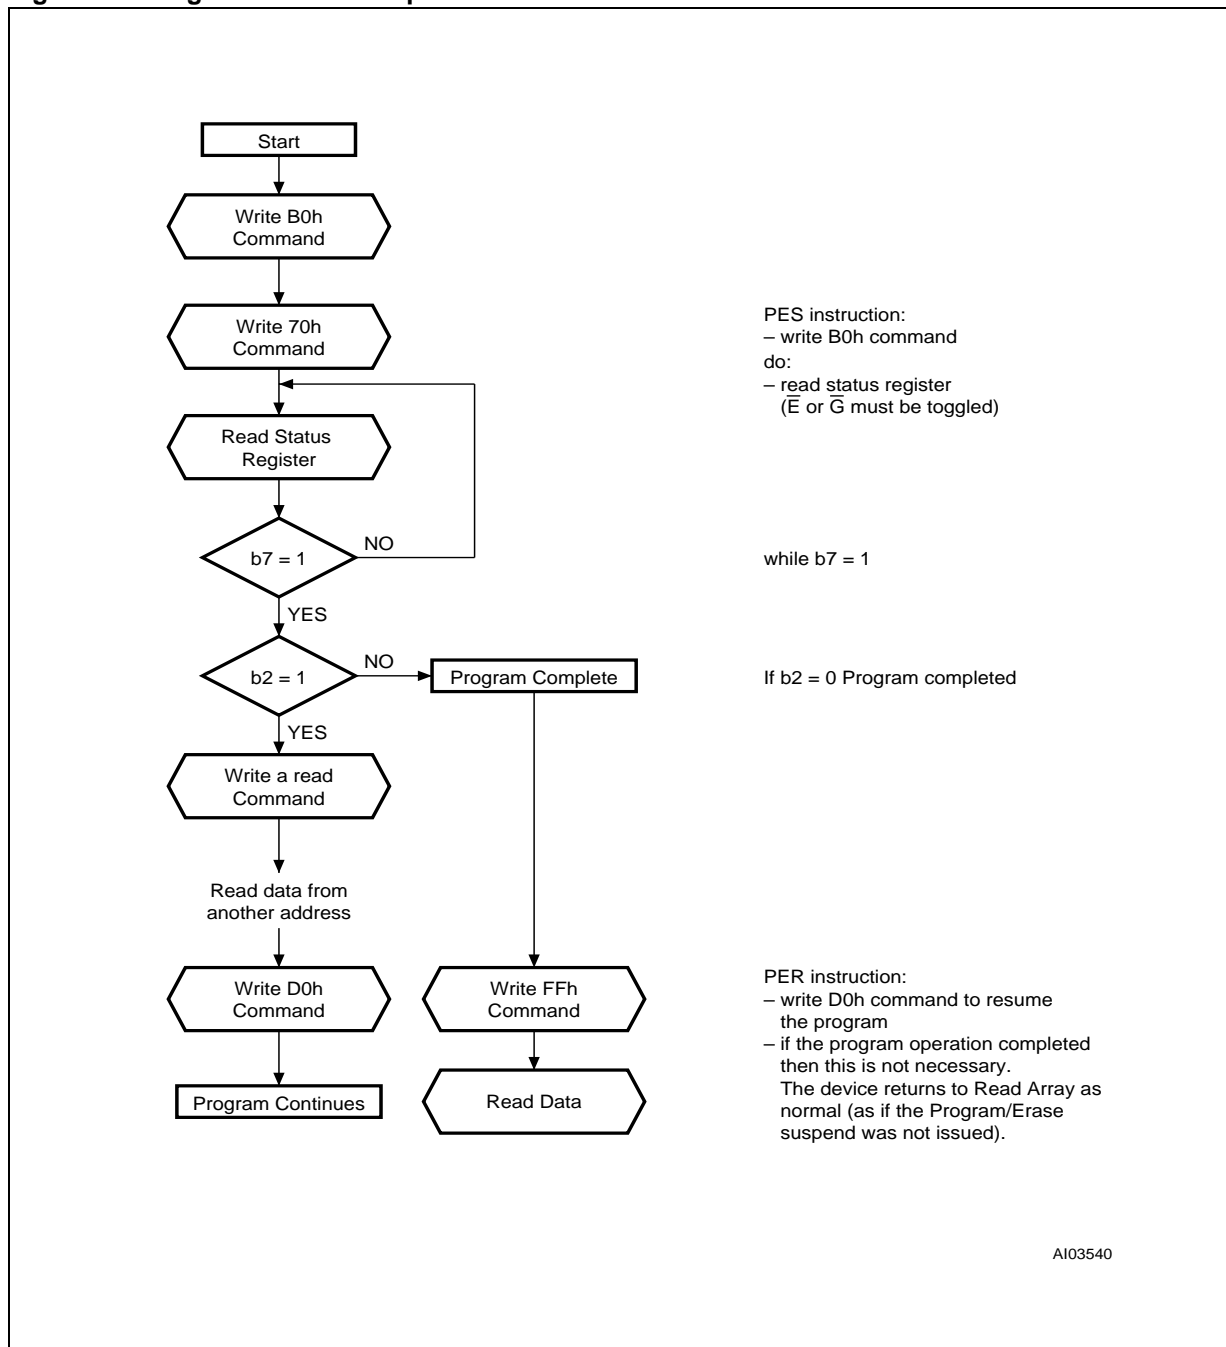 Start
Write B0h
Command
Write 70h
Command
PES instruction:
– write B0h command
do:
– read status register
(E̅ or G̅ must be toggled)
Read Status
Register
b7 = 1
NO
while b7 = 1
YES
b2 = 1
NO
Program Complete
If b2 = 0 Program completed
YES
Write a read
Command
Read data from
another address
Write D0h
Command
Write FFh
Command
PER instruction:
– write D0h command to resume
the program
– if the program operation completed
then this is not necessary.
The device returns to Read Array as
normal (as if the Program/Erase
suspend was not issued).
Program Continues
Read Data
AI03540